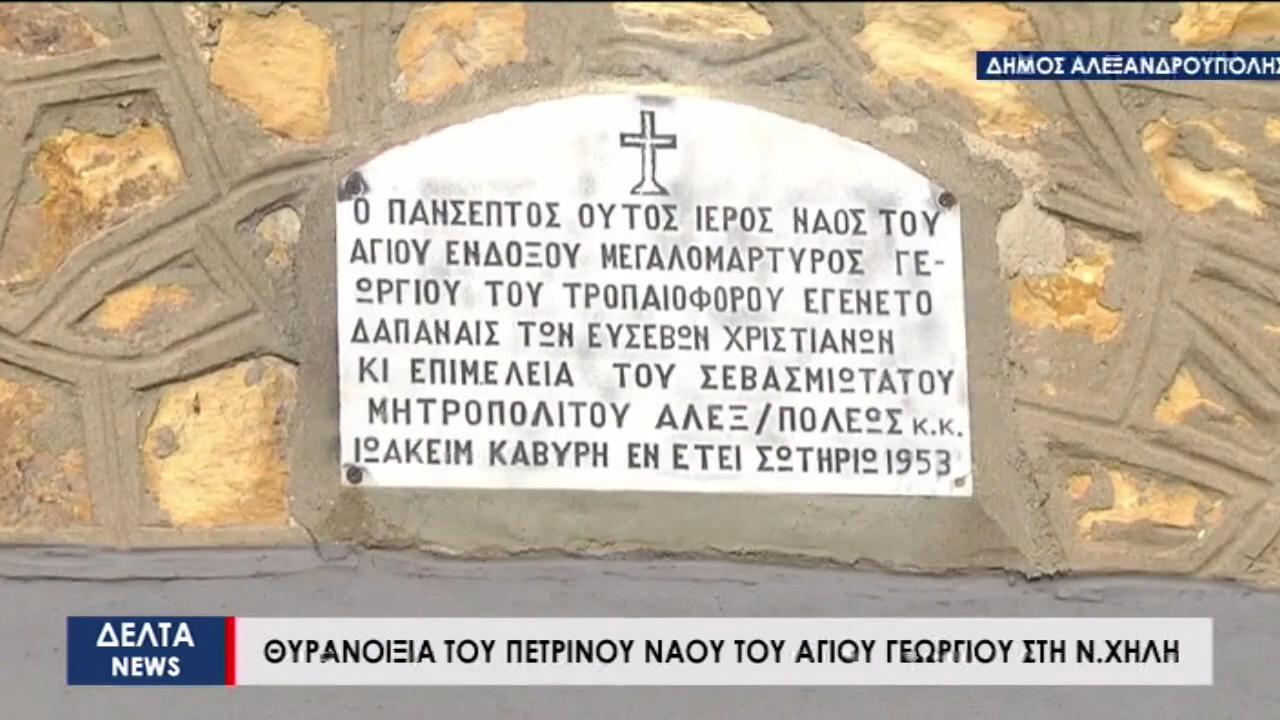 ΔΗΜΟΣ ΑΛΕΞΑΝΔΡΟΥΠΟΛΗΣ
Ο ΠΑΝΣΕΠΤΟΣ ΟΥΤΟΣ ΙΕΡΟΣ ΝΑΟΣ ΤΟΥ
ΑΓΙΟΥ ΕΝΔΟΞΟΥ ΜΕΓΑΛΟΜΑΡΤΥΡΟΣ ΓΕ-
ΩΡΓΙΟΥ ΤΟΥ ΤΡΟΠΑΙΟΦΟΡΟΥ ΕΓΕΝΕΤΟ
ΔΑΠΑΝΑΙΣ ΤΩΝ ΕΥΣΕΒΩΝ ΧΡΙΣΤΙΑΝΩΝ
ΚΙ ΕΠΙΜΕΛΕΙΑ ΤΟΥ ΣΕΒΑΣΜΙΩΤΑΤΟΥ
ΜΗΤΡΟΠΟΛΙΤΟΥ ΑΛΕΞ/ΠΟΛΕΩΣ κ.κ.
ΙΩΑΚΕΙΜ ΚΑΒΥΡΗ ΕΝ ΕΤΕΙ ΣΩΤΗΡΙΩ 1953
ΔΕΛΤΑ
NEWS
ΘΥΡΑΝΟΙΞΙΑ ΤΟΥ ΠΕΤΡΙΝΟΥ ΝΑΟΥ ΤΟΥ ΑΓΙΟΥ ΓΕΩΡΓΙΟΥ ΣΤΗ Ν.ΧΗΛΗ